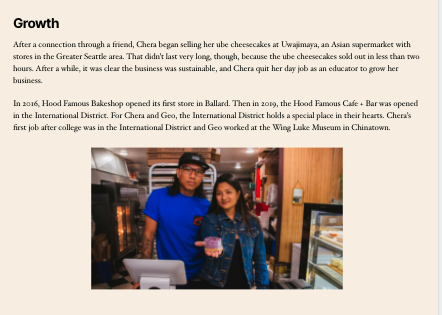 Growth
After a connection through a friend, Chera began selling her ube cheesecakes at Uwajimaya, an Asian supermarket with
stores in the Greater Seattle area. That didn't last very long, though, because the ube cheesecakes sold out in less than two
hours. After a while, it was clear the business was sustainable, and Chera quit her day job as an educator to grow her
business.
In 2016, Hood Famous Bakeshop opened its first store in Ballard. Then in 2019, the Hood Famous Cafe + Bar was opened
in the International District. For Chera and Geo, the International District holds a special place in their hearts. Chera's
first job after college was in the International District and Geo worked at the Wing Luke Museum in Chinatown.